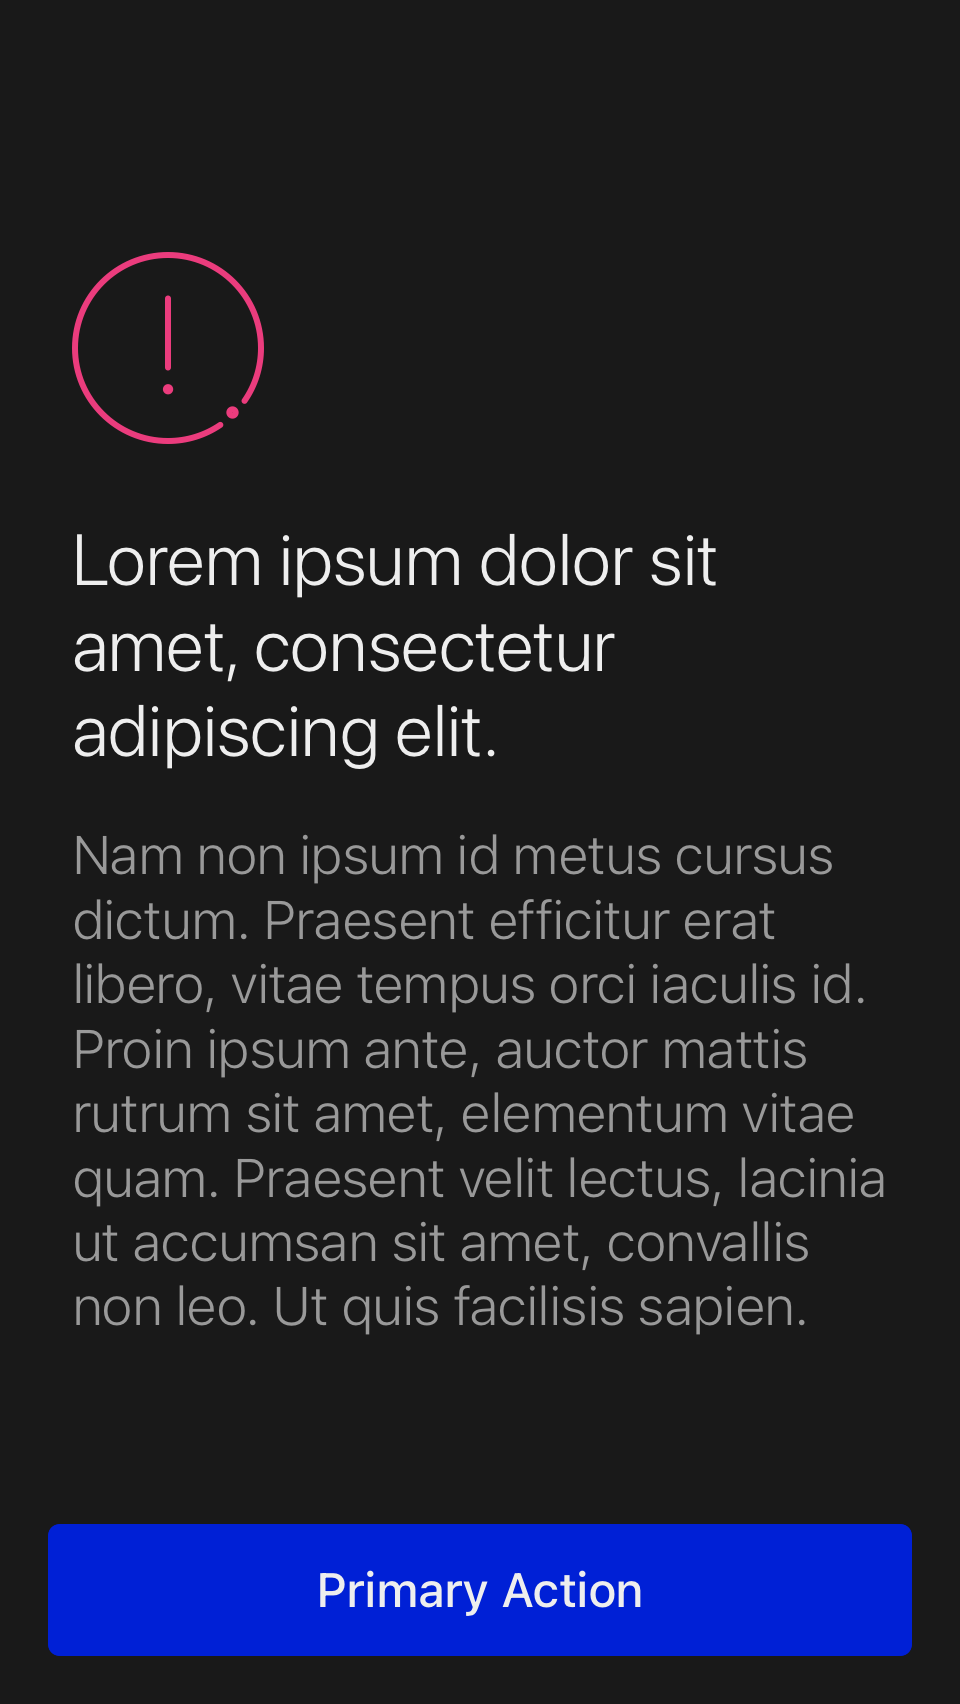 Lorem ipsum dolor sit
amet, consectetur
adipiscing elit.
Nam non ipsum id metus cursus
dictum. Praesent efficitur erat
libero, vitae tempus orci iaculis id.
Proin ipsum ante, auctor mattis
rutrum sit amet, elementum vitae
quam. Praesent velit lectus, lacinia
ut accumsan sit amet, convallis
non leo. Ut quis facilisis sapien.
Primary Action